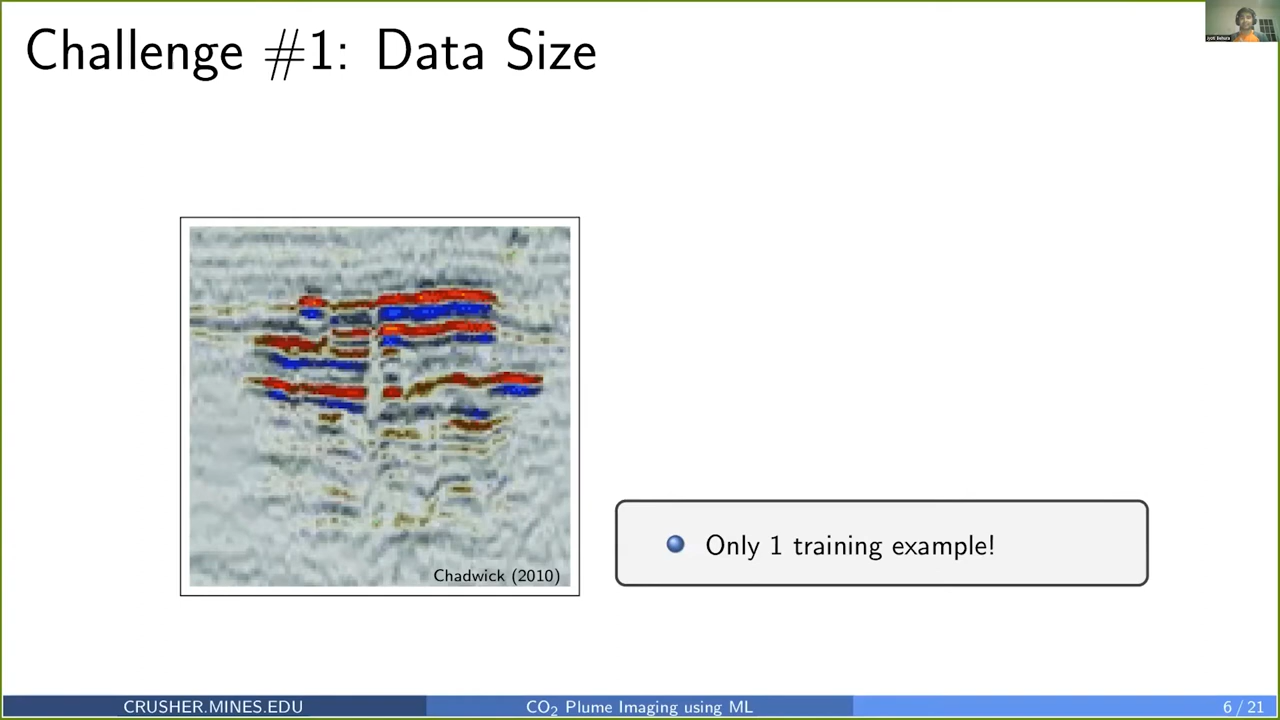 Challenge #1: Data Size
Chadwick (2010)
Only 1 training example!
CRUSHER.MINES.EDU
CO₂ Plume Imaging using ML
6 / 21